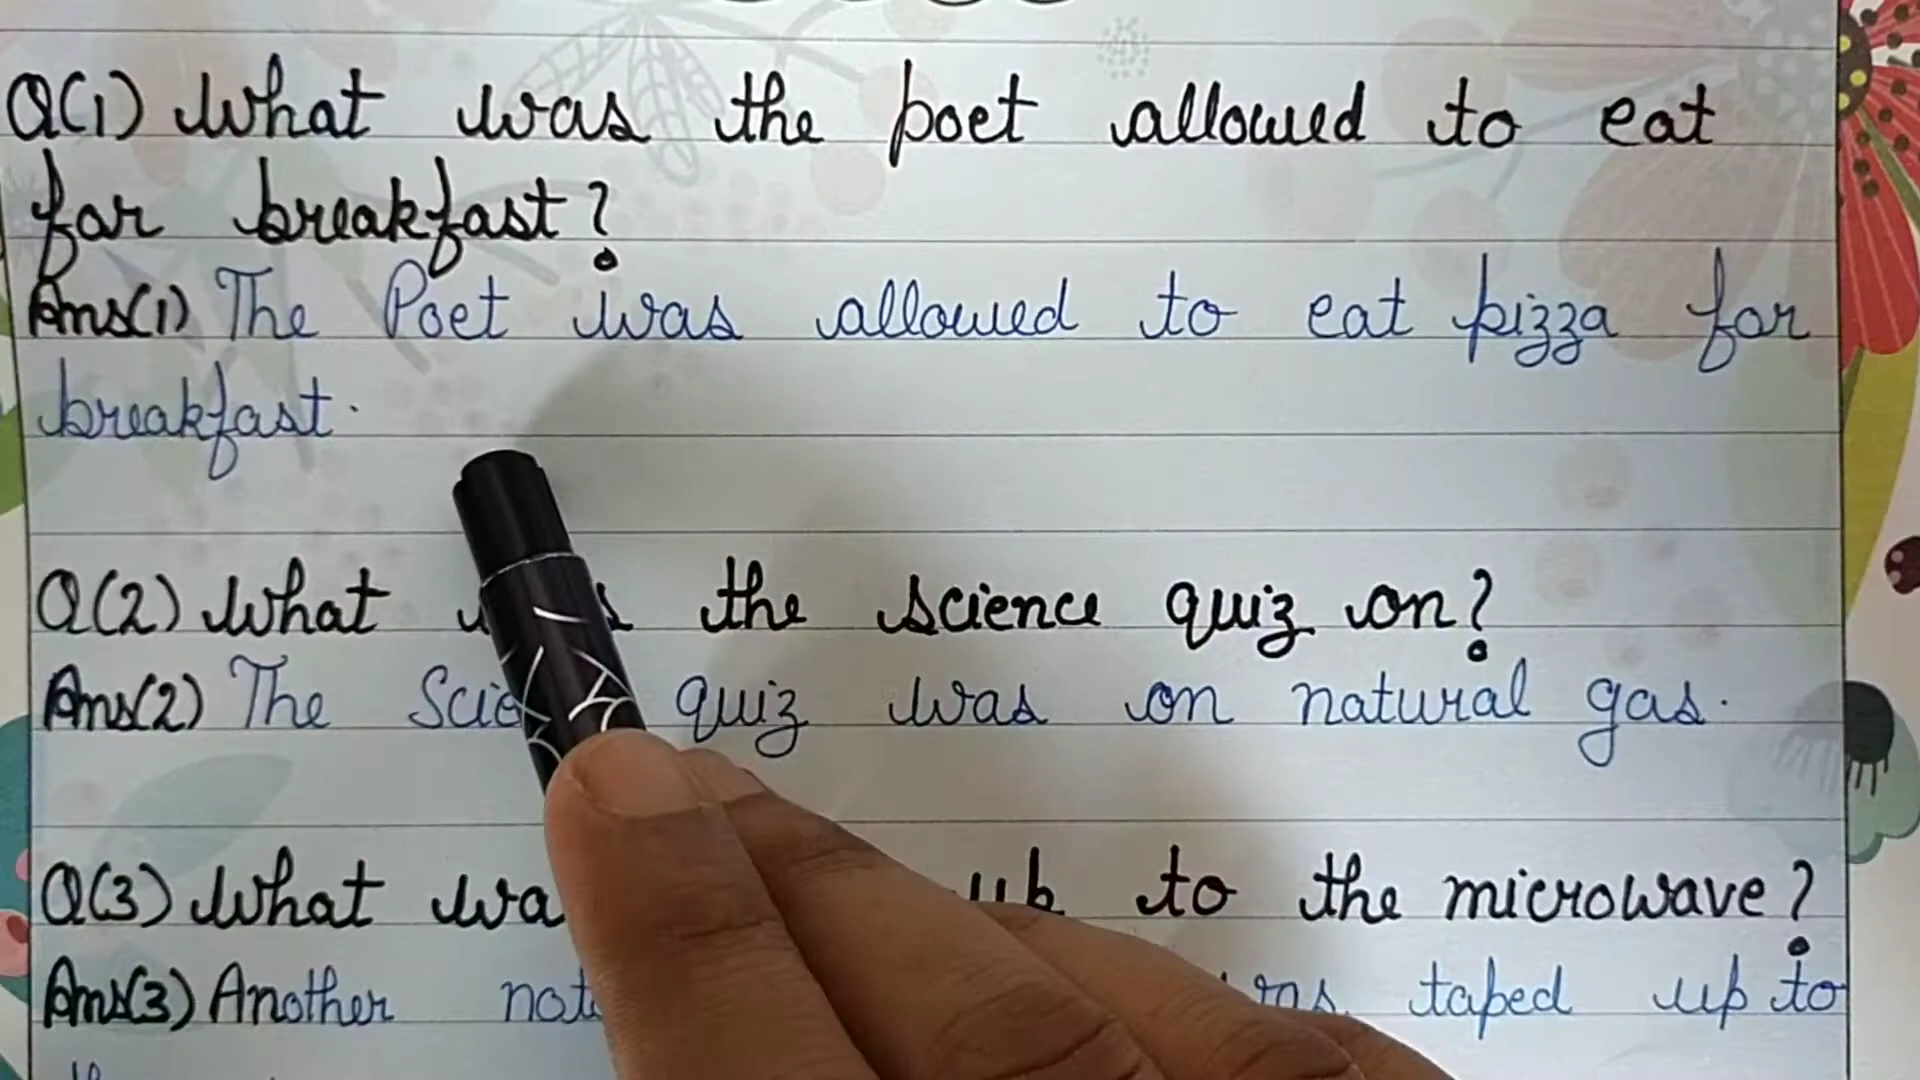 Q(1) What was the poet allowed to eat
for breakfast?
Ans(1) The Poet was allowed to eat pizza for
breakfast.
Q(2) What the science quiz on?
Ans(2) The quiz was on natural gas.
Q(3) What up to the microwave?
Ans(3) Another taped up to